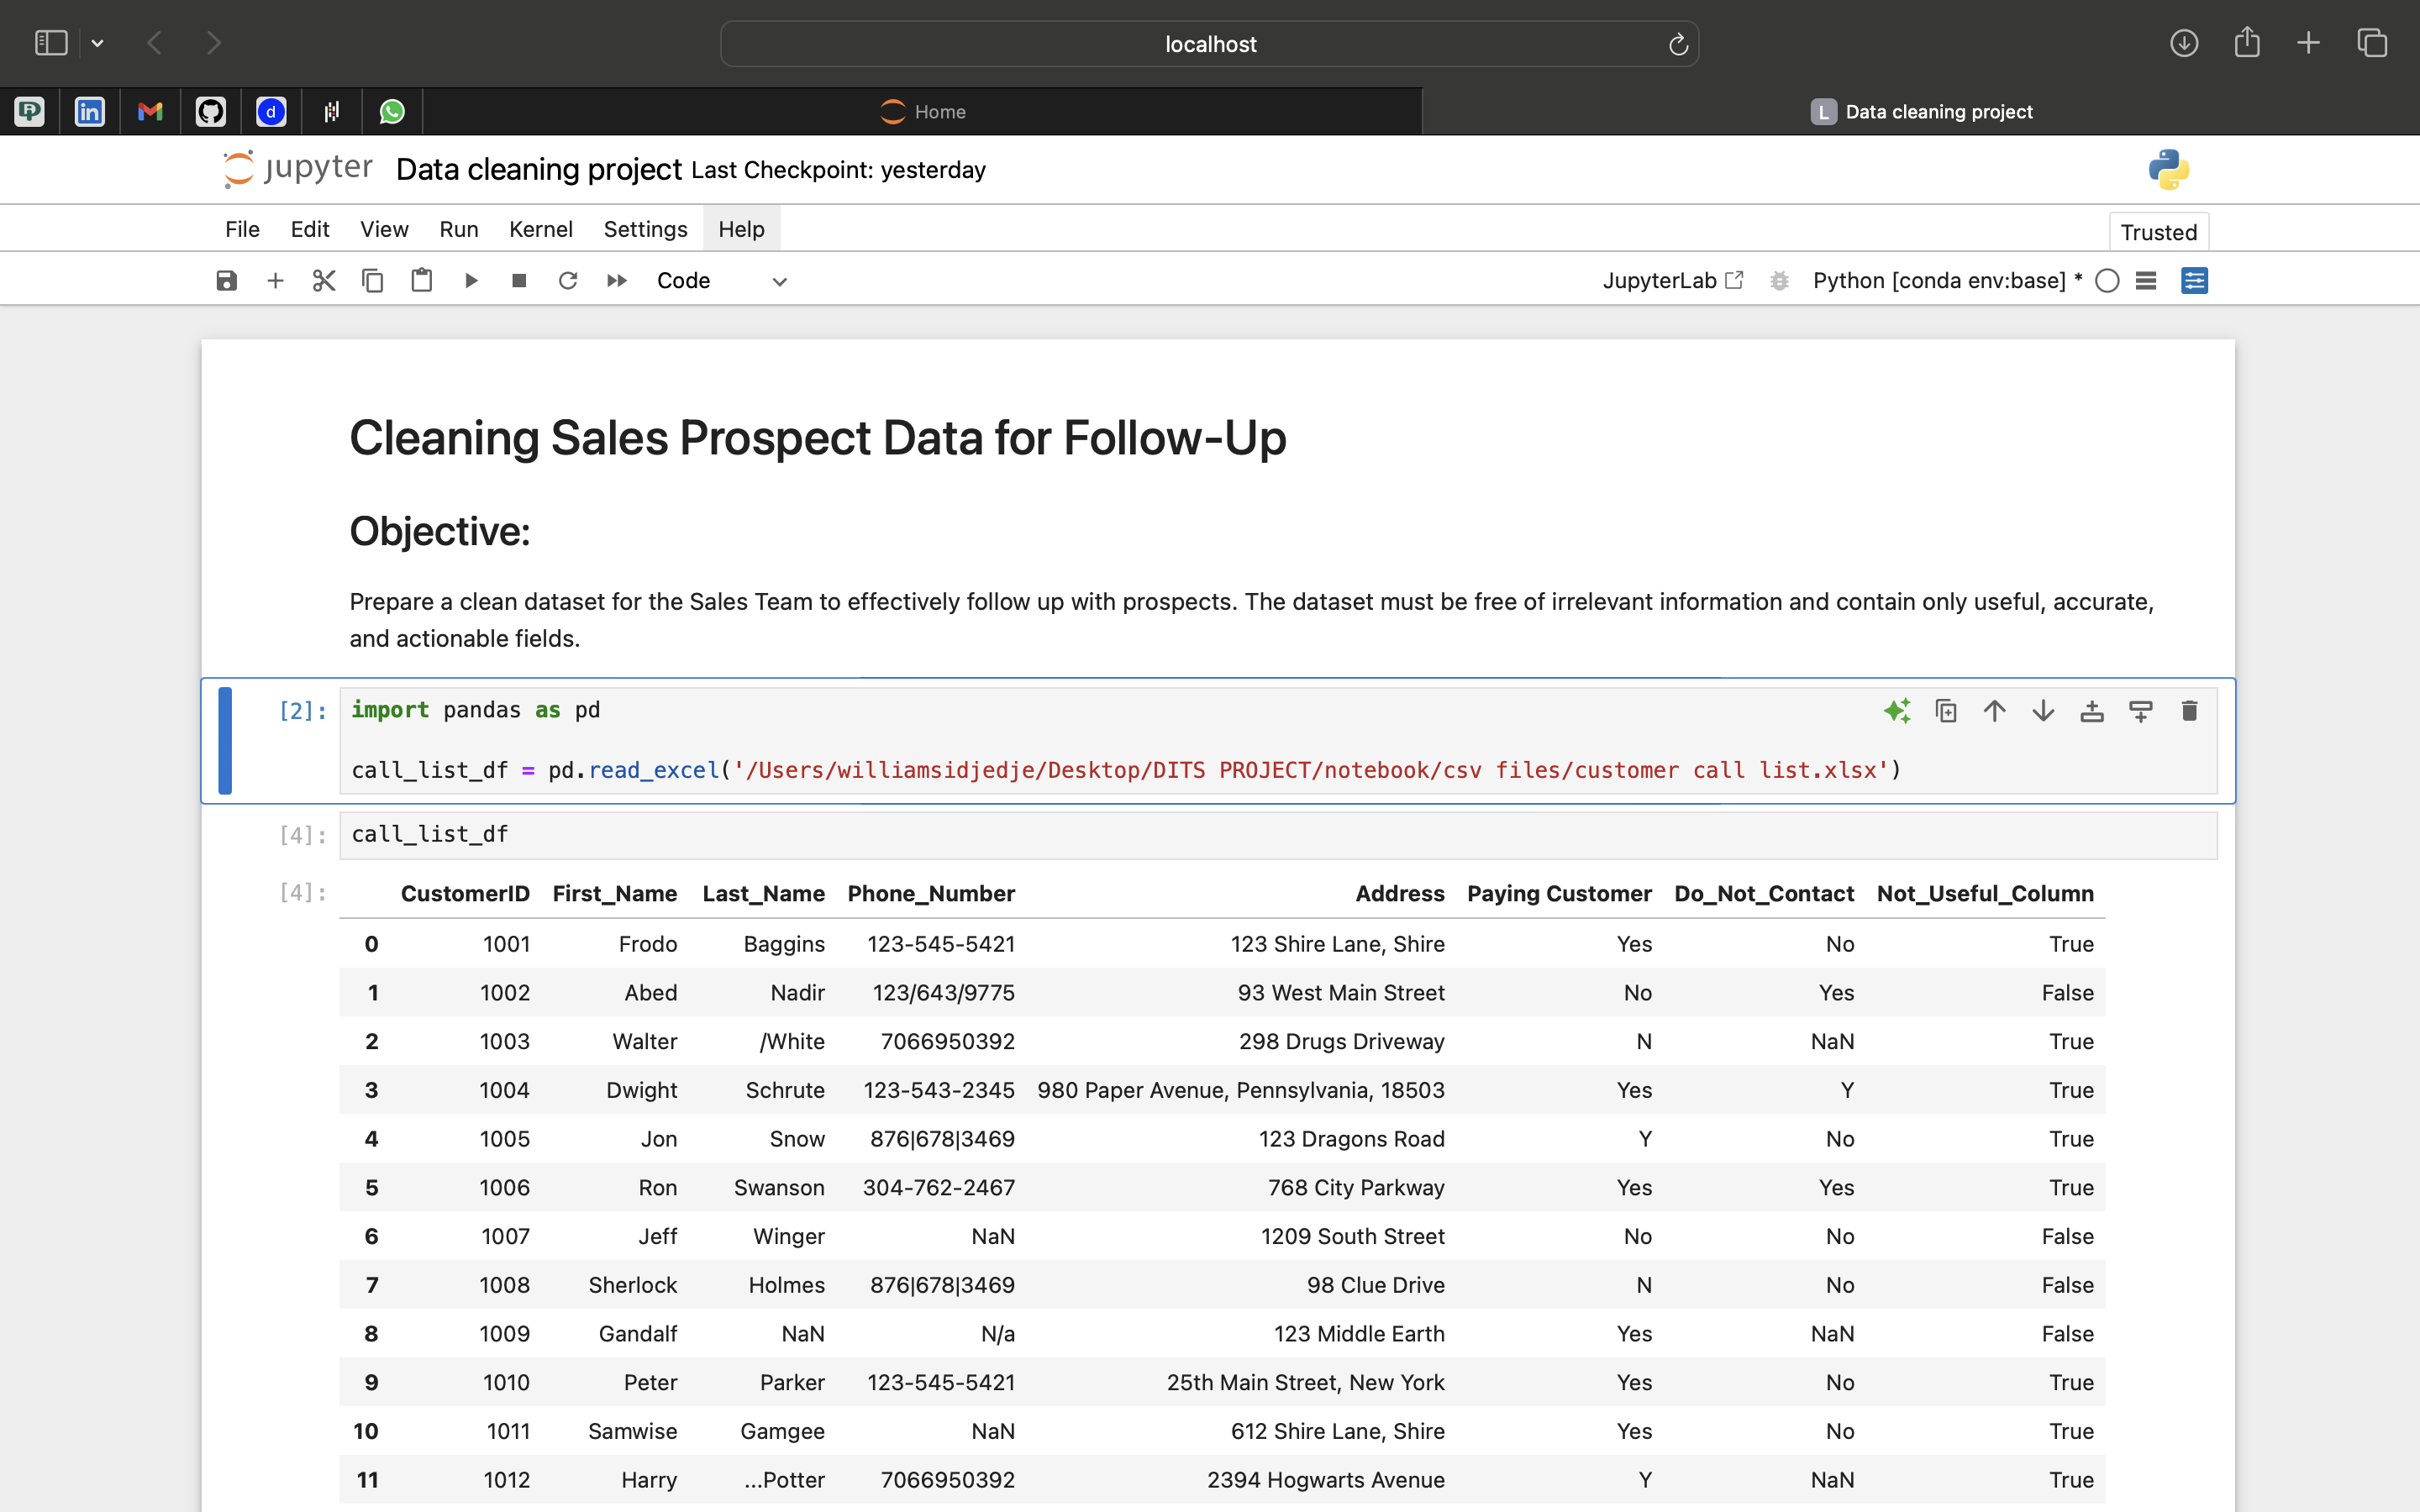 localhost
in
d
Home
L Data cleaning project
jupyter Data cleaning project Last Checkpoint: yesterday
File Edit View Run Kernel Settings Help
Trusted
Code
JupyterLab Python [conda env:base] *
Cleaning Sales Prospect Data for Follow-Up
Objective:
Prepare a clean dataset for the Sales Team to effectively follow up with prospects. The dataset must be free of irrelevant information and contain only useful, accurate,
and actionable fields.
[2]: import pandas as pd
call_list_df = pd.read_excel('/Users/williamsidjedje/Desktop/DITS PROJECT/notebook/csv files/customer call list.xlsx')
[4]: call_list_df
[4]: CustomerID First_Name Last_Name Phone_Number Address Paying Customer Do_Not_Contact Not_Useful_Column
0 1001 Frodo Baggins 123-545-5421 123 Shire Lane, Shire Yes No True
1 1002 Abed Nadir 123/643/9775 93 West Main Street No Yes False
2 1003 Walter /White 7066950392 298 Drugs Driveway N NaN True
3 1004 Dwight Schrute 123-543-2345 980 Paper Avenue, Pennsylvania, 18503 Yes Y True
4 1005 Jon Snow 876|678|3469 123 Dragons Road Y No True
5 1006 Ron Swanson 304-762-2467 768 City Parkway Yes Yes True
6 1007 Jeff Winger NaN 1209 South Street No No False
7 1008 Sherlock Holmes 876|678|3469 98 Clue Drive N No False
8 1009 Gandalf NaN N/a 123 Middle Earth Yes NaN False
9 1010 Peter Parker 123-545-5421 25th Main Street, New York Yes No True
10 1011 Samwise Gamgee NaN 612 Shire Lane, Shire Yes No True
11 1012 Harry ...Potter 7066950392 2394 Hogwarts Avenue Y NaN True